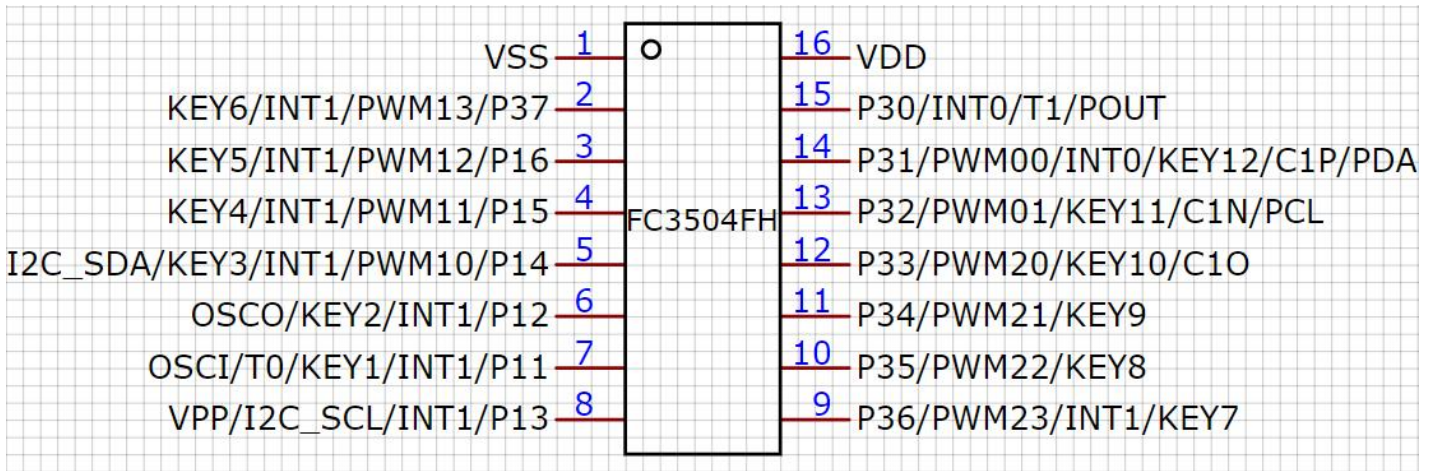 VSS 1 16 VDD
KEY6/INT1/PWM13/P37 2 15 P30/INT0/T1/POUT
KEY5/INT1/PWM12/P16 3 14 P31/PWM00/INT0/KEY12/C1P/PDA
KEY4/INT1/PWM11/P15 4 13 P32/PWM01/KEY11/C1N/PCL
FC3504FH
I2C_SDA/KEY3/INT1/PWM10/P14 5 12 P33/PWM20/KEY10/C1O
OSCO/KEY2/INT1/P12 6 11 P34/PWM21/KEY9
OSCI/T0/KEY1/INT1/P11 7 10 P35/PWM22/KEY8
VPP/I2C_SCL/INT1/P13 8 9 P36/PWM23/INT1/KEY7